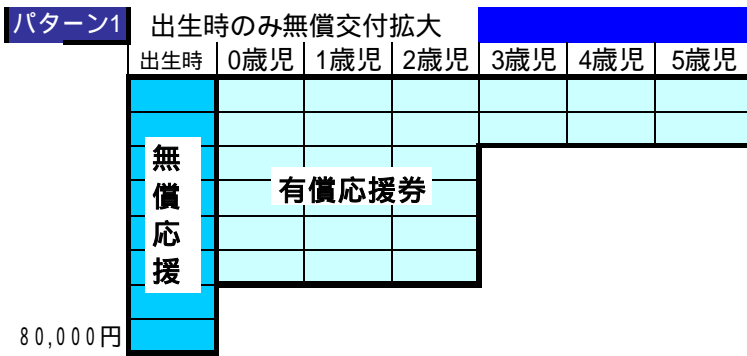 パターン1 出生時のみ無償交付拡大
出生時 0歳児 1歳児 2歳児 3歳児 4歳児 5歳児
無償応援
有償応援券
80,000円